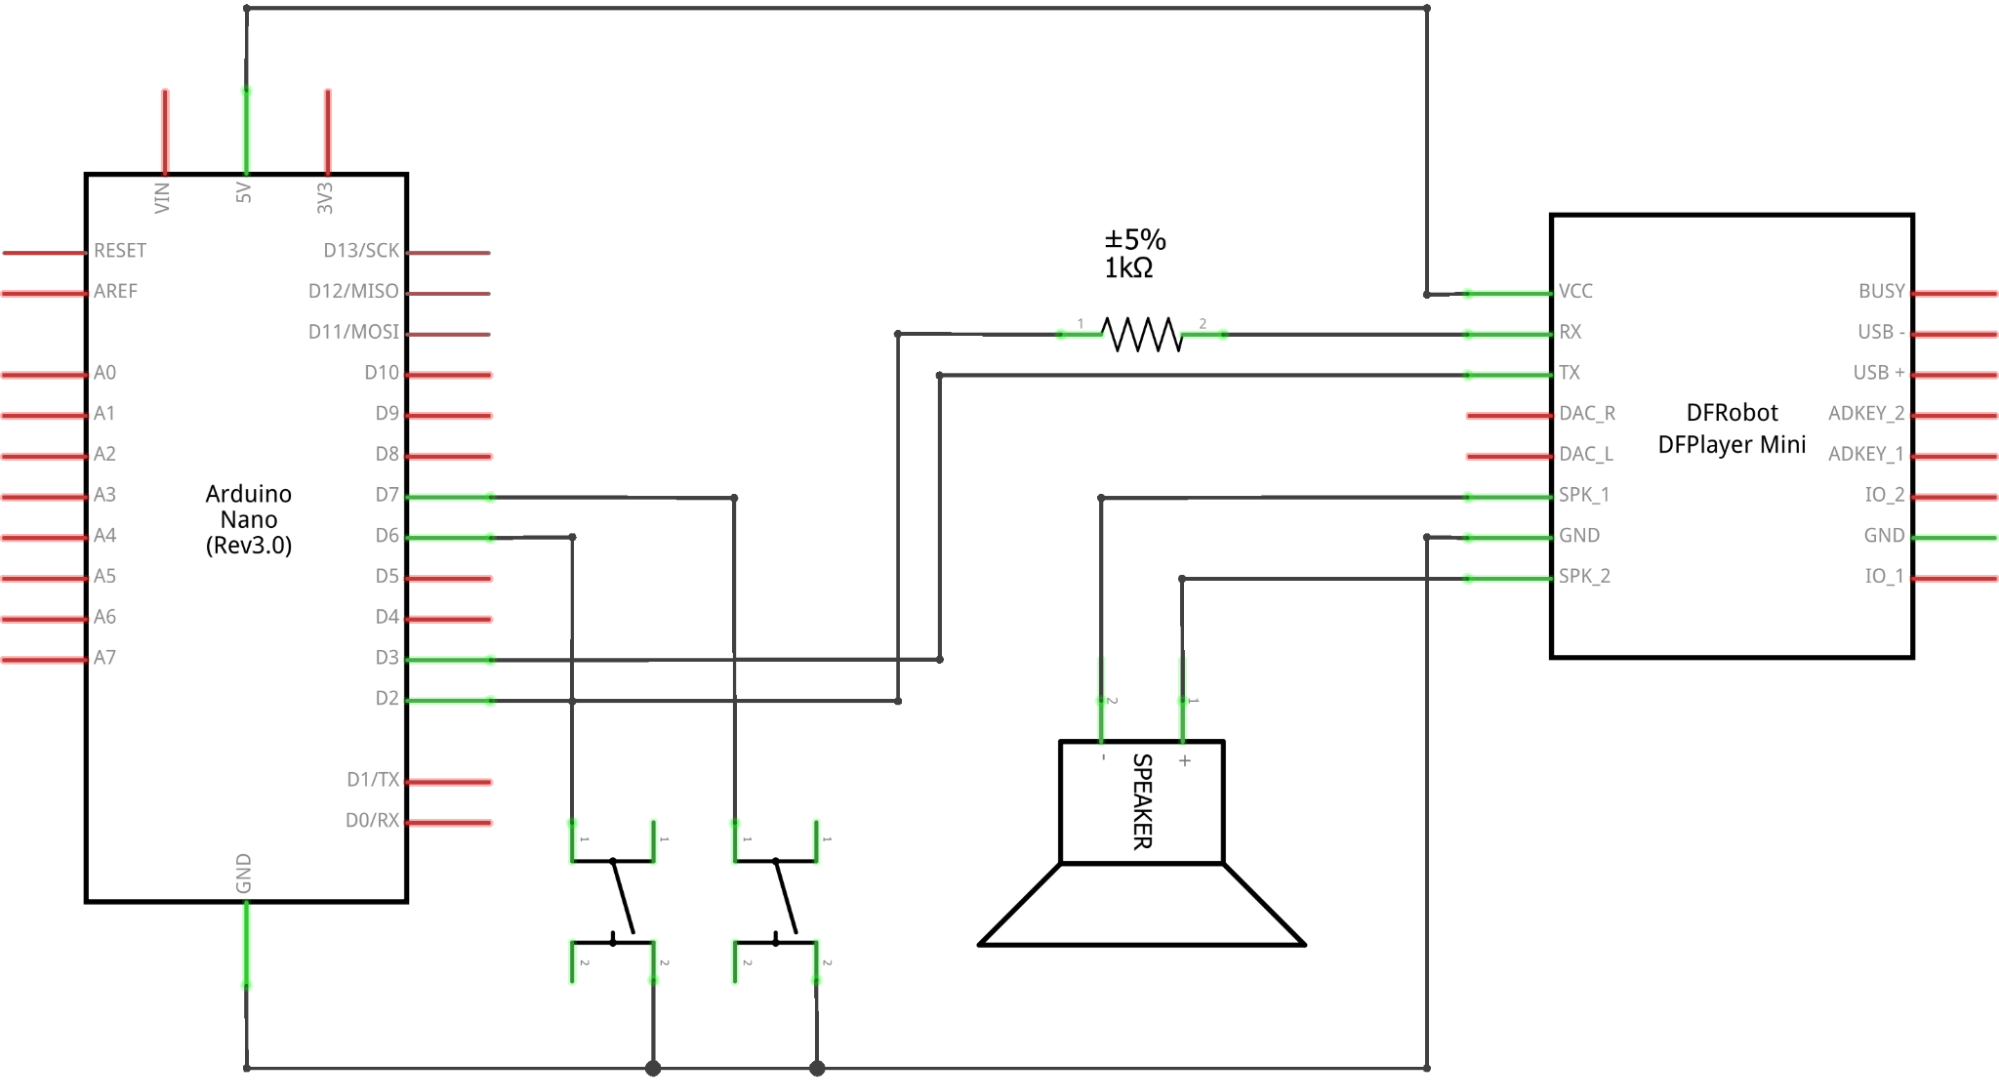 VIN
5V
3V3
RESET
AREF
A0
A1
A2
A3
A4
A5
A6
A7
D13/SCK
D12/MISO
D11/MOSI
D10
D9
D8
D7
D6
D5
D4
D3
D2
D1/TX
D0/RX
Arduino
Nano
(Rev3.0)
GND
±5%
1kΩ
1
2
1
1
2
2
1
1
2
2
2
1
-
+
SPEAKER
VCC
RX
TX
DAC_R
DAC_L
SPK_1
GND
SPK_2
DFRobot
DFPlayer Mini
BUSY
USB -
USB +
ADKEY_2
ADKEY_1
IO_2
GND
IO_1